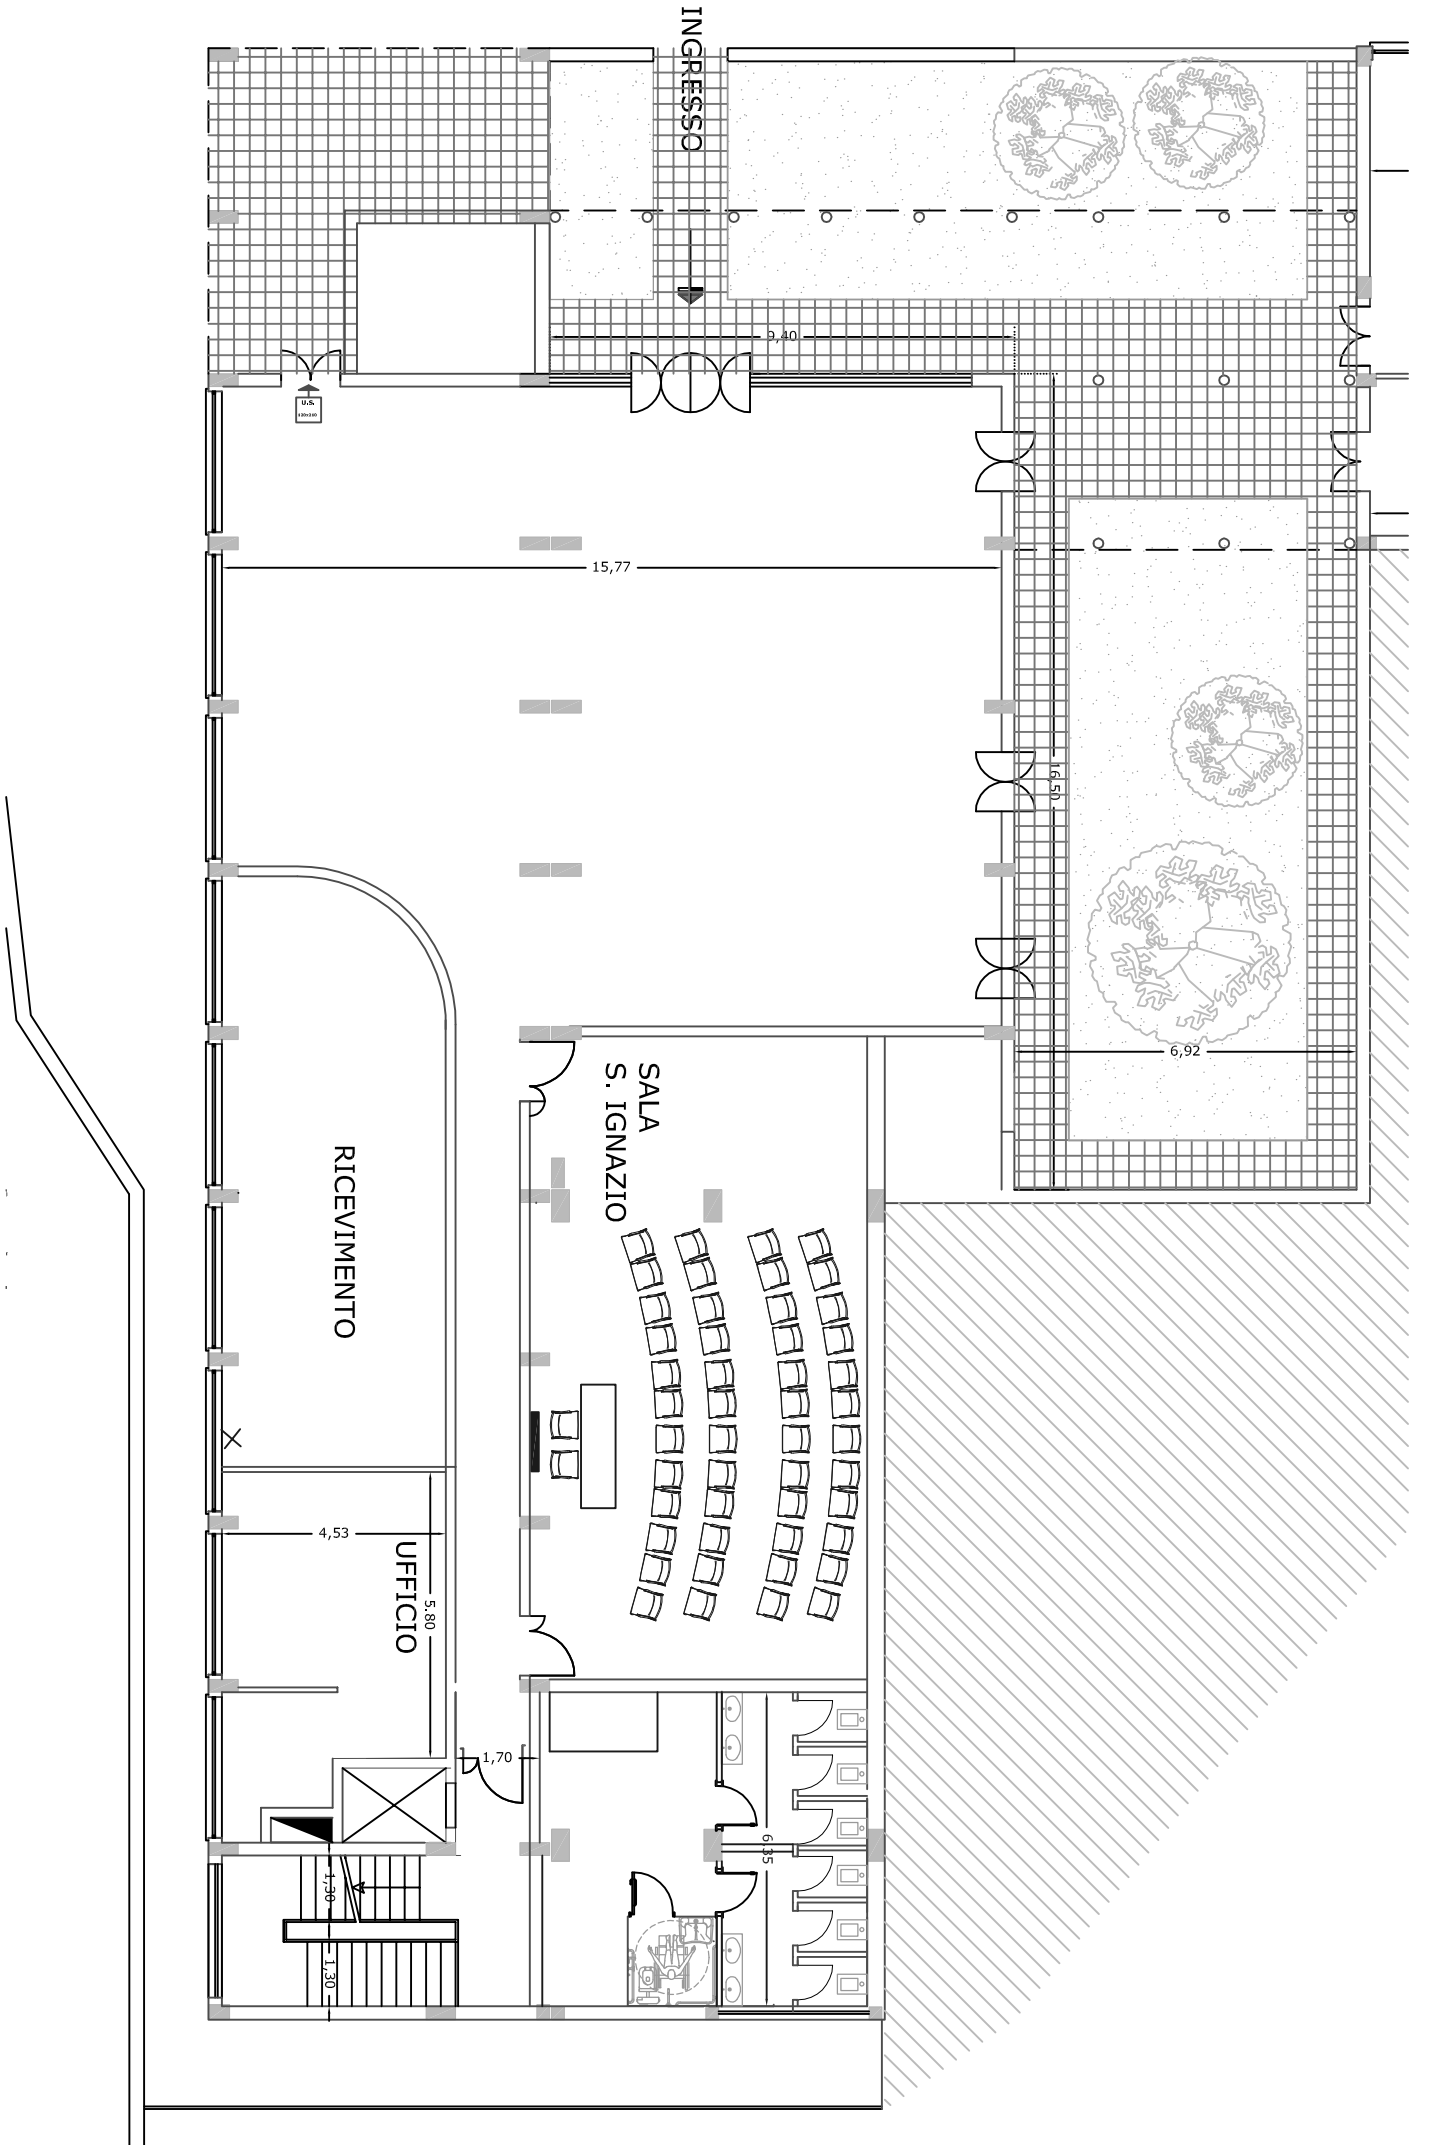 INGRESSO
9,40
U.S.
15,77
16,50
6,92
SALA
S. IGNAZIO
RICEVIMENTO
4,53
UFFICIO
5.80
1,70
6,35
1,30
1,30